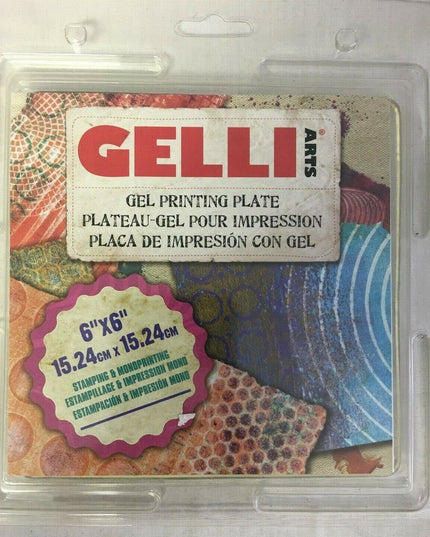 GELLI ARTS®
GEL PRINTING PLATE
PLATEAU-GEL POUR IMPRESSION
PLACA DE IMPRESIÓN CON GEL
6"X6"
15.24CM X 15.24CM
STAMPING & MONOPRINTING
ESTAMPILLAGE & IMPRESSION MONO
ESTAMPACIÓN & IMPRESIÓN MONO